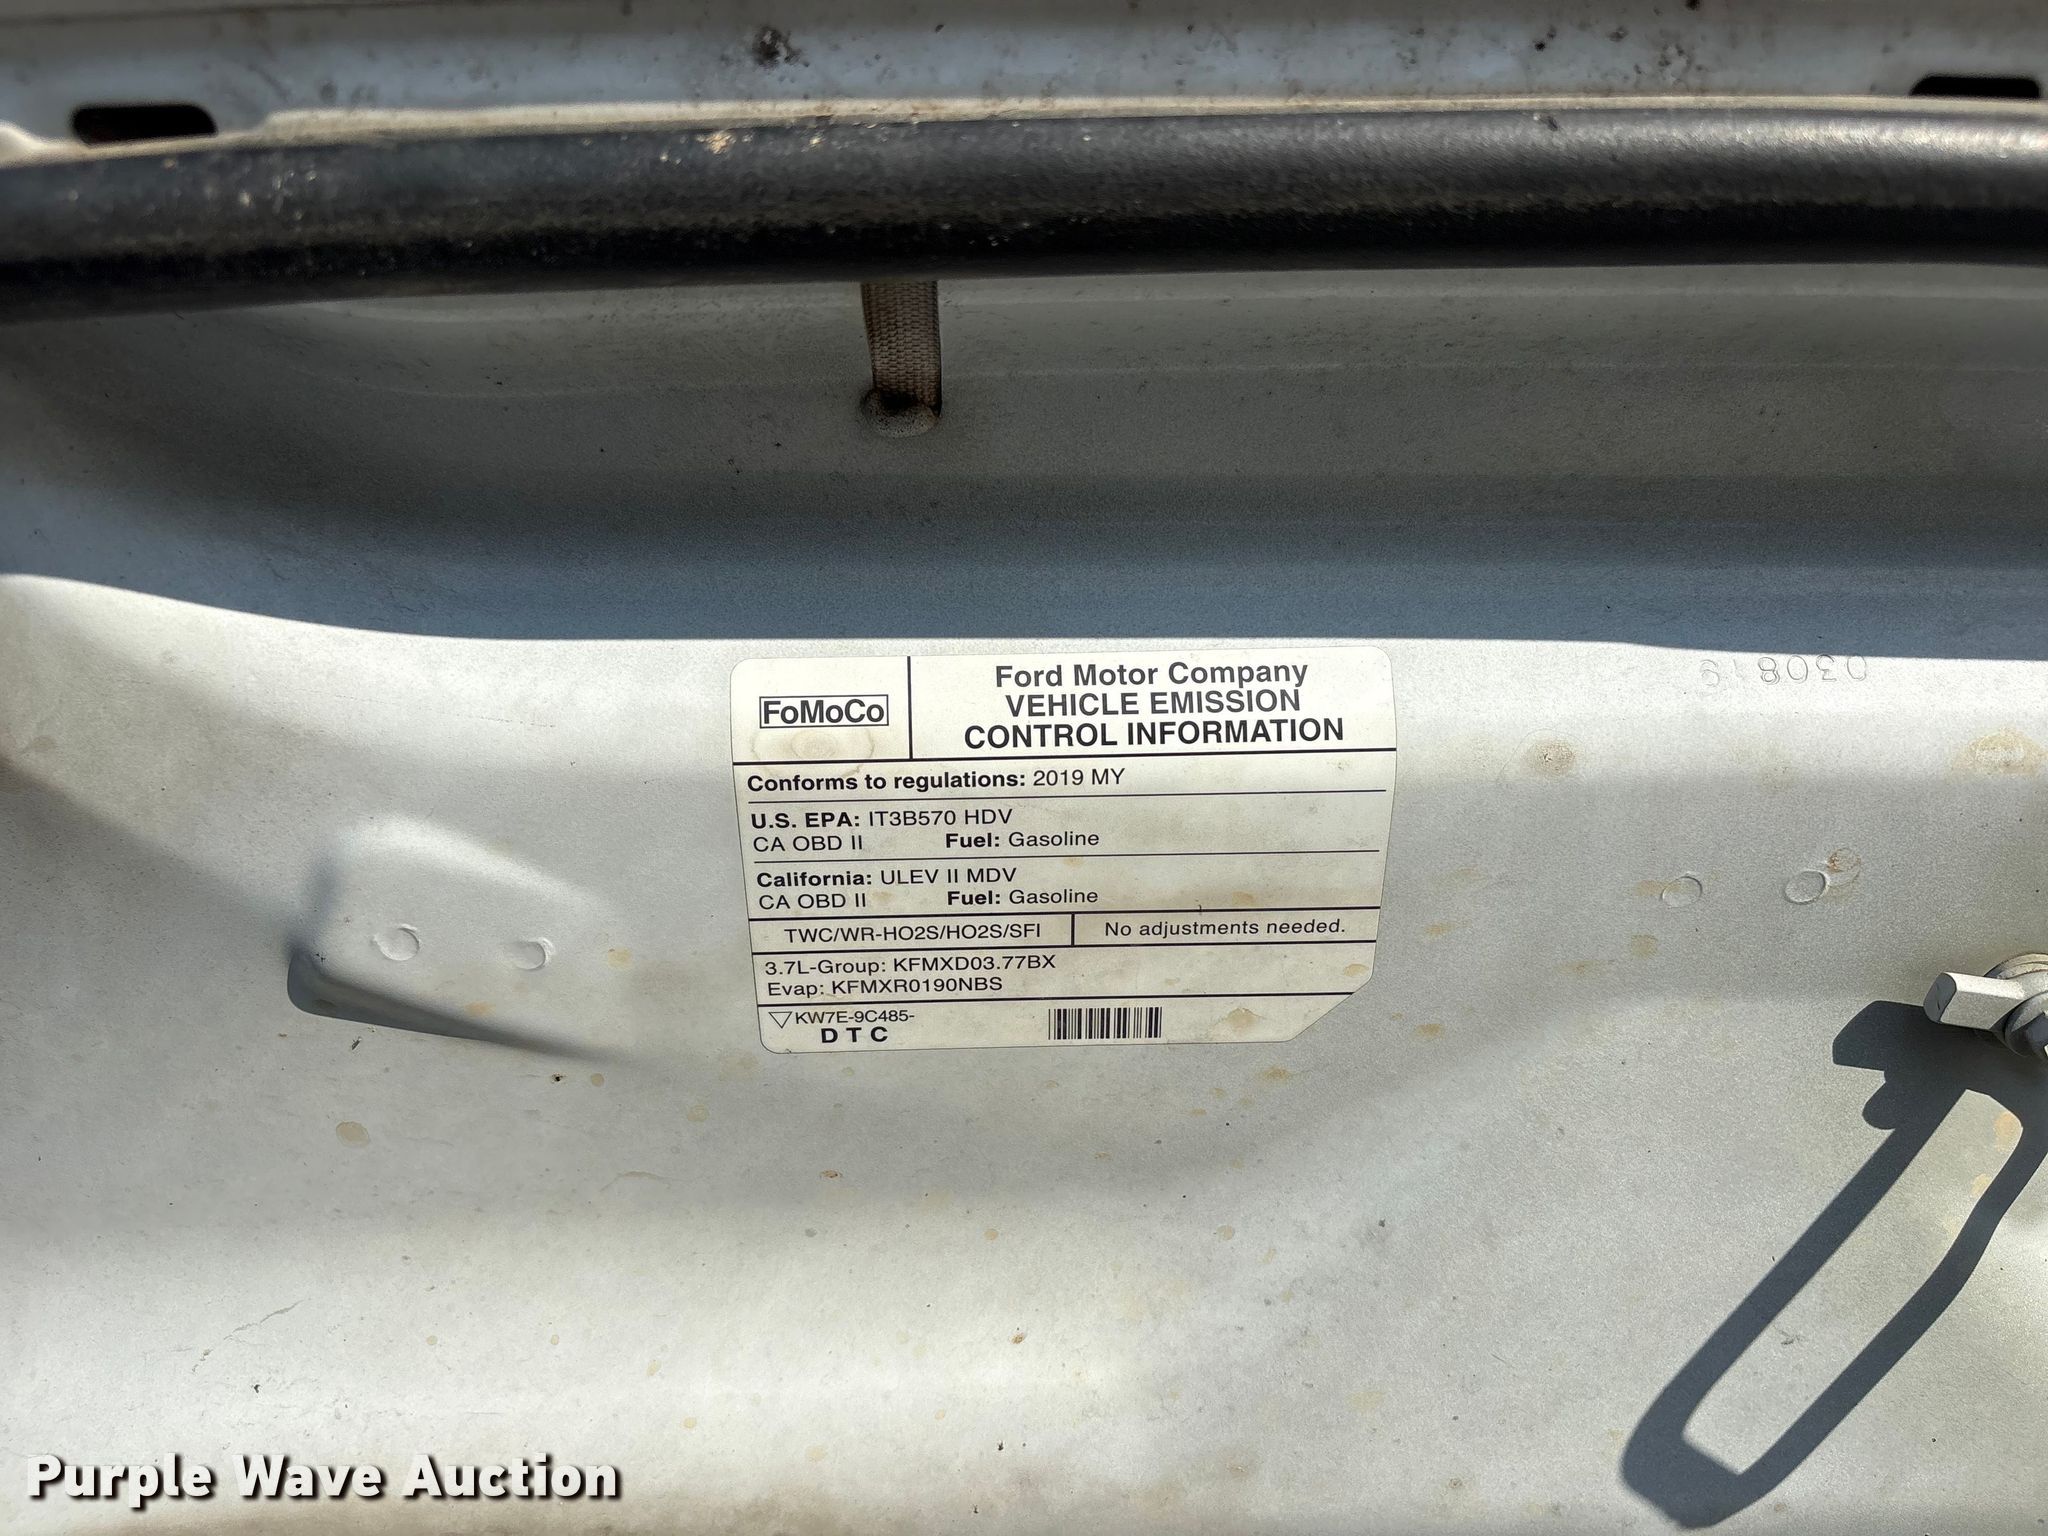 030819
FoMoCo
Ford Motor Company
VEHICLE EMISSION
CONTROL INFORMATION
Conforms to regulations: 2019 MY
U.S. EPA: IT3B570 HDV
CA OBD II Fuel: Gasoline
California: ULEV II MDV
CA OBD II Fuel: Gasoline
TWC/WR-HO2S/HO2S/SFI
No adjustments needed.
3.7L-Group: KFMXD03.77BX
Evap: KFMXR0190NBS
KW7E-9C485-
DTC
Purple Wave Auction